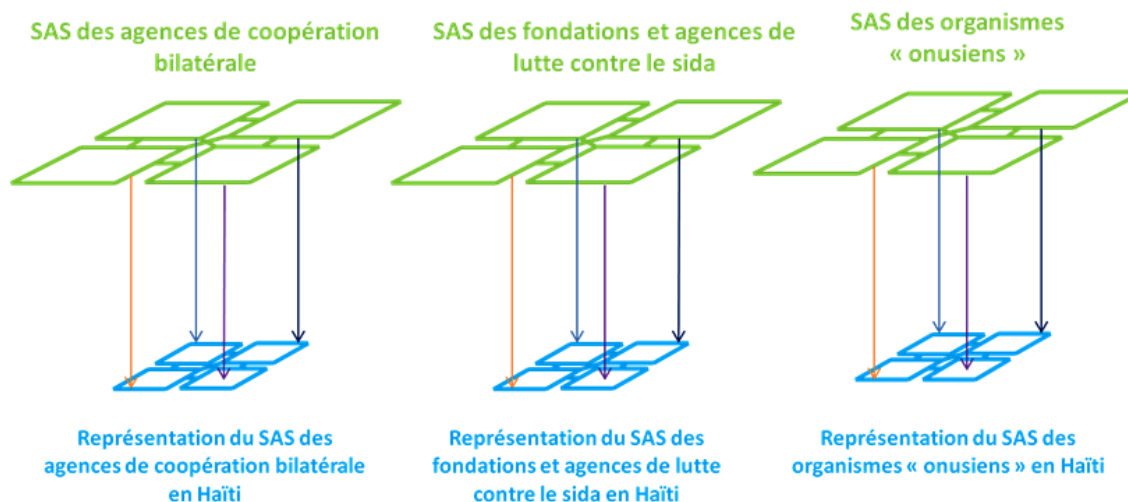 SAS des agences de coopération
bilatérale
SAS des fondations et agences de
lutte contre le sida
SAS des organismes
« onusiens »
Représentation du SAS des
agences de coopération bilatérale
en Haïti
Représentation du SAS des
fondations et agences de lutte
contre le sida en Haïti
Représentation du SAS des
organismes « onusiens » en Haïti